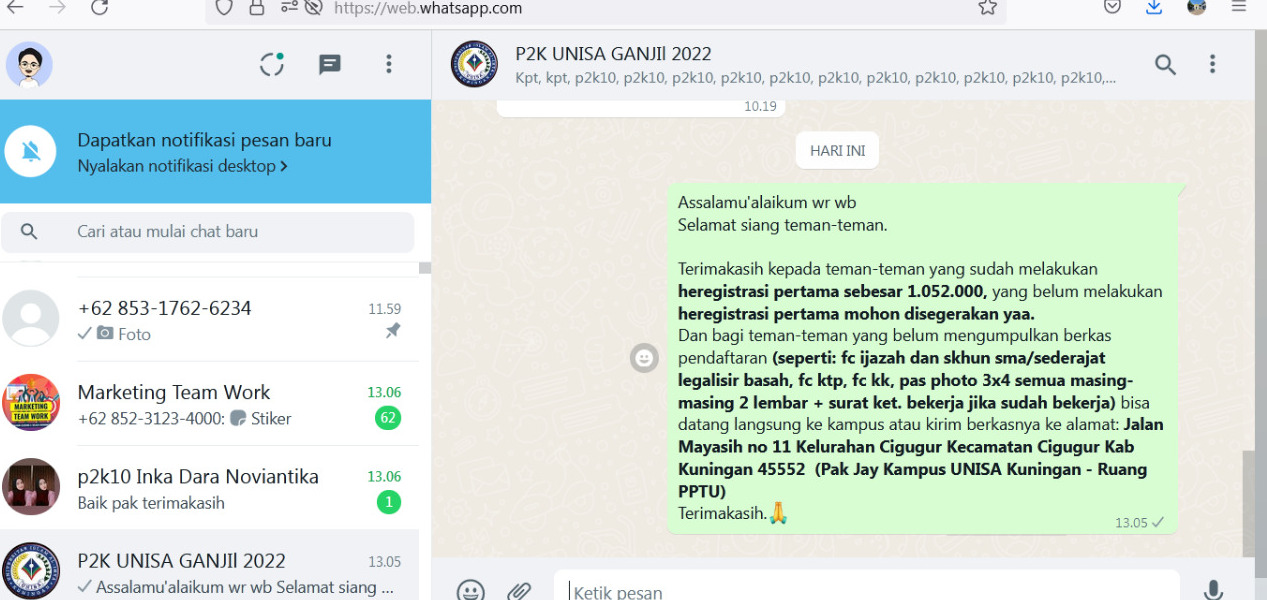 https://web.whatsapp.com
P2K UNISA GANJIl 2022
Kpt, kpt, p2k10, p2k10, p2k10, p2k10, p2k10, p2k10, p2k10, p2k10, p2k10, p2k10, p2k10,...
Dapatkan notifikasi pesan baru
Nyalakan notifikasi desktop >
Cari atau mulai chat baru
+62 853-1762-6234
11.59
Foto
MARKETING
TEAM WORK
Marketing Team Work
13.06
+62 852-3123-4000: Stiker
62
p2k10 Inka Dara Noviantika
13.06
Baik pak terimakasih
1
P2K UNISA GANJIl 2022
13.05
Assalamu'alaikum wr wb Selamat siang ...
10.19
HARI INI
Assalamu'alaikum wr wb
Selamat siang teman-teman.
Terimakasih kepada teman-teman yang sudah melakukan
heregistrasi pertama sebesar 1.052.000, yang belum melakukan
heregistrasi pertama mohon disegerakan yaa.
Dan bagi teman-teman yang belum mengumpulkan berkas
pendaftaran (seperti: fc ijazah dan skhun sma/sederajat
legalisir basah, fc ktp, fc kk, pas photo 3x4 semua masing-
masing 2 lembar + surat ket. bekerja jika sudah bekerja) bisa
datang langsung ke kampus atau kirim berkasnya ke alamat: Jalan
Mayasih no 11 Kelurahan Cigugur Kecamatan Cigugur Kab
Kuningan 45552 (Pak Jay Kampus UNISA Kuningan - Ruang
PPTU)
Terimakasih.🙏
13.05
Ketik pesan